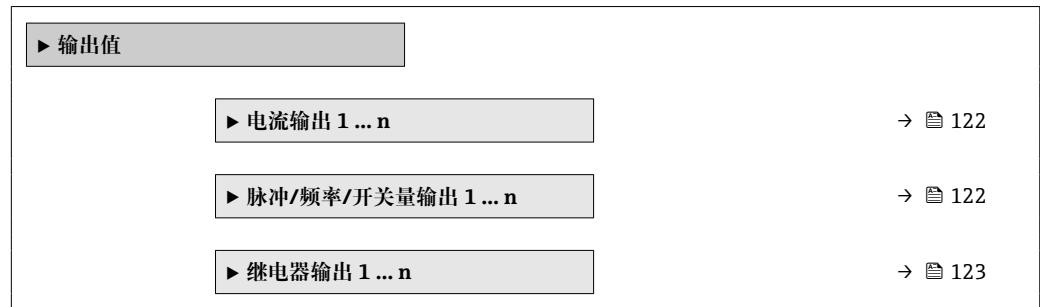 ▶ 输出值
▶ 电流输出 1 … n → 🗎 122
▶ 脉冲/频率/开关量输出 1 … n → 🗎 122
▶ 继电器输出 1 … n → 🗎 123